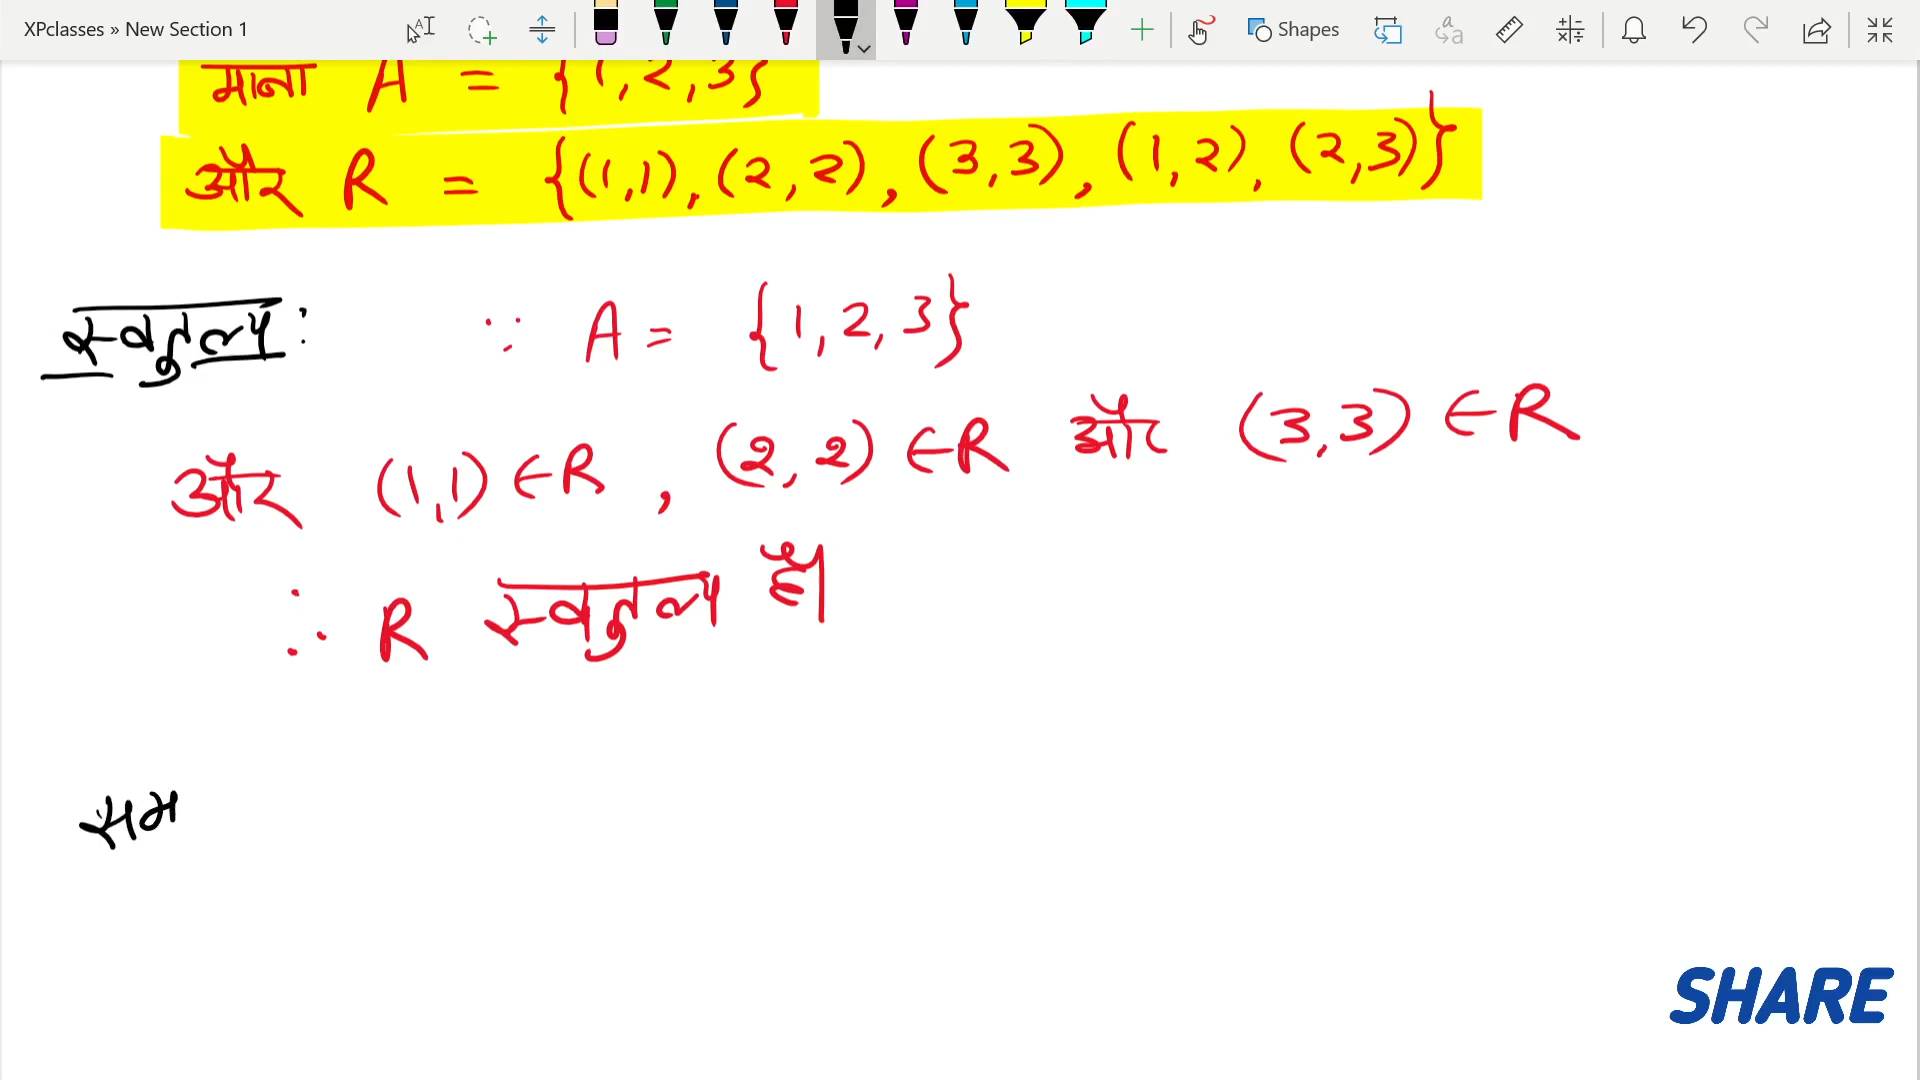 XPclasses » New Section 1
Shapes
माना A = {1,2,3}
और R = {(1,1), (2,2), (3,3), (1,2), (2,3)}
स्वतुल्य : ∵ A = {1,2,3}
और (1,1) ∈ R , (2,2) ∈ R और (3,3) ∈ R
∴ R स्वतुल्य है।
सम
SHARE